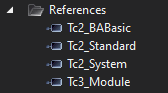 References
Tc2_BABasic
Tc2_Standard
Tc2_System
Tc3_Module